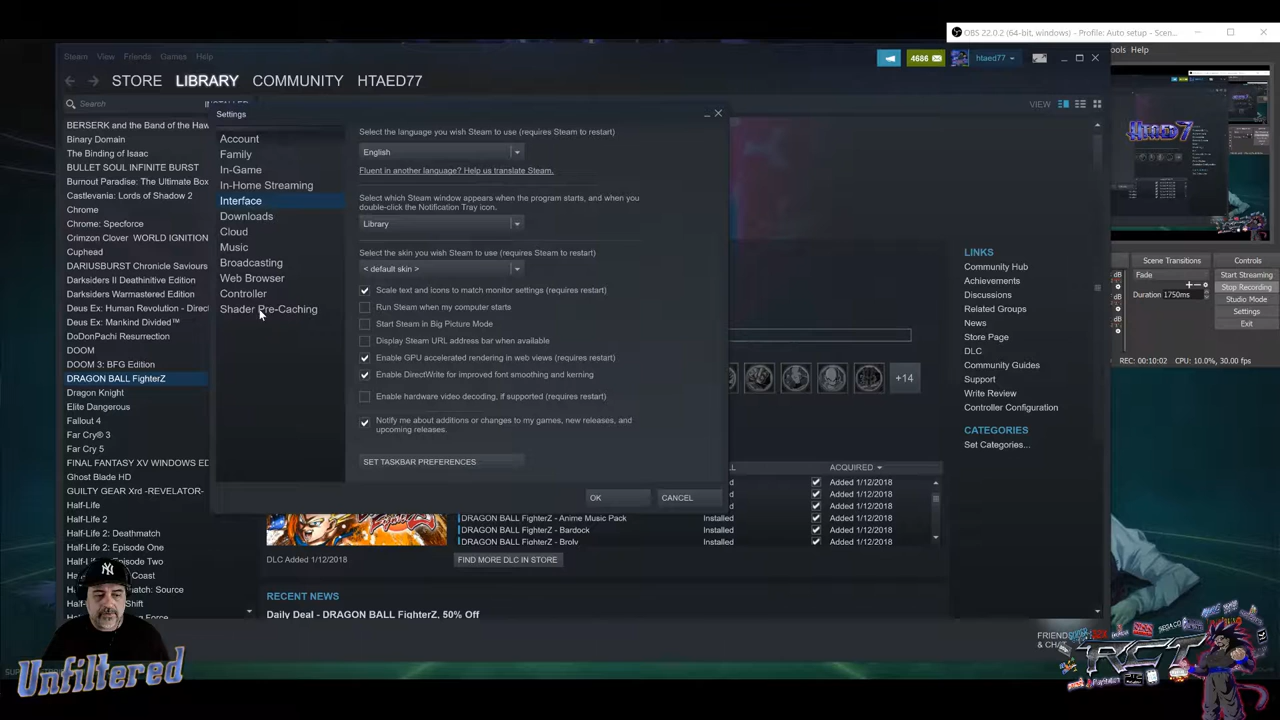 OBS 22.0.2 (64-bit, windows) - Profile: Auto setup - Scen...
Steam View Friends Games Help
4686
htaed77
STORE LIBRARY COMMUNITY HTAED77
Search
VIEW
BERSERK and the Band of the Haw
Binary Domain
The Binding of Isaac
BULLET SOUL INFINITE BURST
Burnout Paradise: The Ultimate Box
Castlevania: Lords of Shadow 2
Chrome
Chrome: Specforce
Crimzon Clover WORLD IGNITION
Cuphead
DARIUSBURST Chronicle Saviours
Darksiders II Deathinitive Edition
Darksiders Warmastered Edition
Deus Ex: Human Revolution - Direct
Deus Ex: Mankind Divided™
DoDonPachi Resurrection
DOOM
DOOM 3: BFG Edition
DRAGON BALL FighterZ
Dragon Knight
Elite Dangerous
Fallout 4
Far Cry® 3
Far Cry 5
FINAL FANTASY XV WINDOWS ED
Ghost Blade HD
GUILTY GEAR Xrd -REVELATOR-
Half-Life
Half-Life 2
Half-Life 2: Deathmatch
Half-Life 2: Episode One
Settings
Account
Family
In-Game
In-Home Streaming
Interface
Downloads
Cloud
Music
Broadcasting
Web Browser
Controller
Shader Pre-Caching
Select the language you wish Steam to use (requires Steam to restart)
English
Fluent in another language? Help us translate Steam.
Select which Steam window appears when the program starts, and when you
double-click the Notification Tray icon.
Library
Select the skin you wish Steam to use (requires Steam to restart)
< default skin >
Scale text and icons to match monitor settings (requires restart)
Run Steam when my computer starts
Start Steam in Big Picture Mode
Display Steam URL address bar when available
Enable GPU accelerated rendering in web views (requires restart)
Enable DirectWrite for improved font smoothing and kerning
Enable hardware video decoding, if supported (requires restart)
Notify me about additions or changes to my games, new releases, and
upcoming releases.
SET TASKBAR PREFERENCES
OK CANCEL
+14
LINKS
Community Hub
Achievements
Discussions
Related Groups
News
Store Page
DLC
Community Guides
Support
Write Review
Controller Configuration
CATEGORIES
Set Categories...
ACQUIRED
Added 1/12/2018
Added 1/12/2018
Added 1/12/2018
DRAGON BALL FighterZ - Anime Music Pack Installed Added 1/12/2018
DRAGON BALL FighterZ - Bardock Installed Added 1/12/2018
DRAGON BALL FighterZ - Broly Installed Added 1/12/2018
DLC Added 1/12/2018
FIND MORE DLC IN STORE
RECENT NEWS
Daily Deal - DRAGON BALL FighterZ, 50% Off
FRIENDS
& CHAT
Help
Scene Transitions
Fade
Duration 1750ms
Controls
Start Streaming
Stop Recording
Studio Mode
Settings
Exit
REC: 00:10:02 CPU: 10.0%, 30.00 fps
Unfiltered
RCT